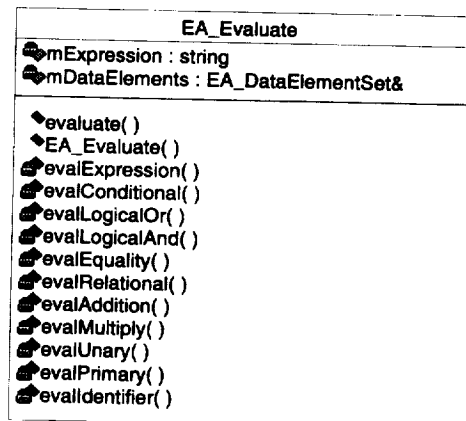 EA_Evaluate
mExpression : string
mDataElements : EA_DataElementSet&
evaluate( )
EA_Evaluate( )
evalExpression( )
evalConditional( )
evalLogicalOr( )
evalLogicalAnd( )
evalEquality( )
evalRelational( )
evalAddition( )
evalMultiply( )
evalUnary( )
evalPrimary( )
evalIdentifier( )